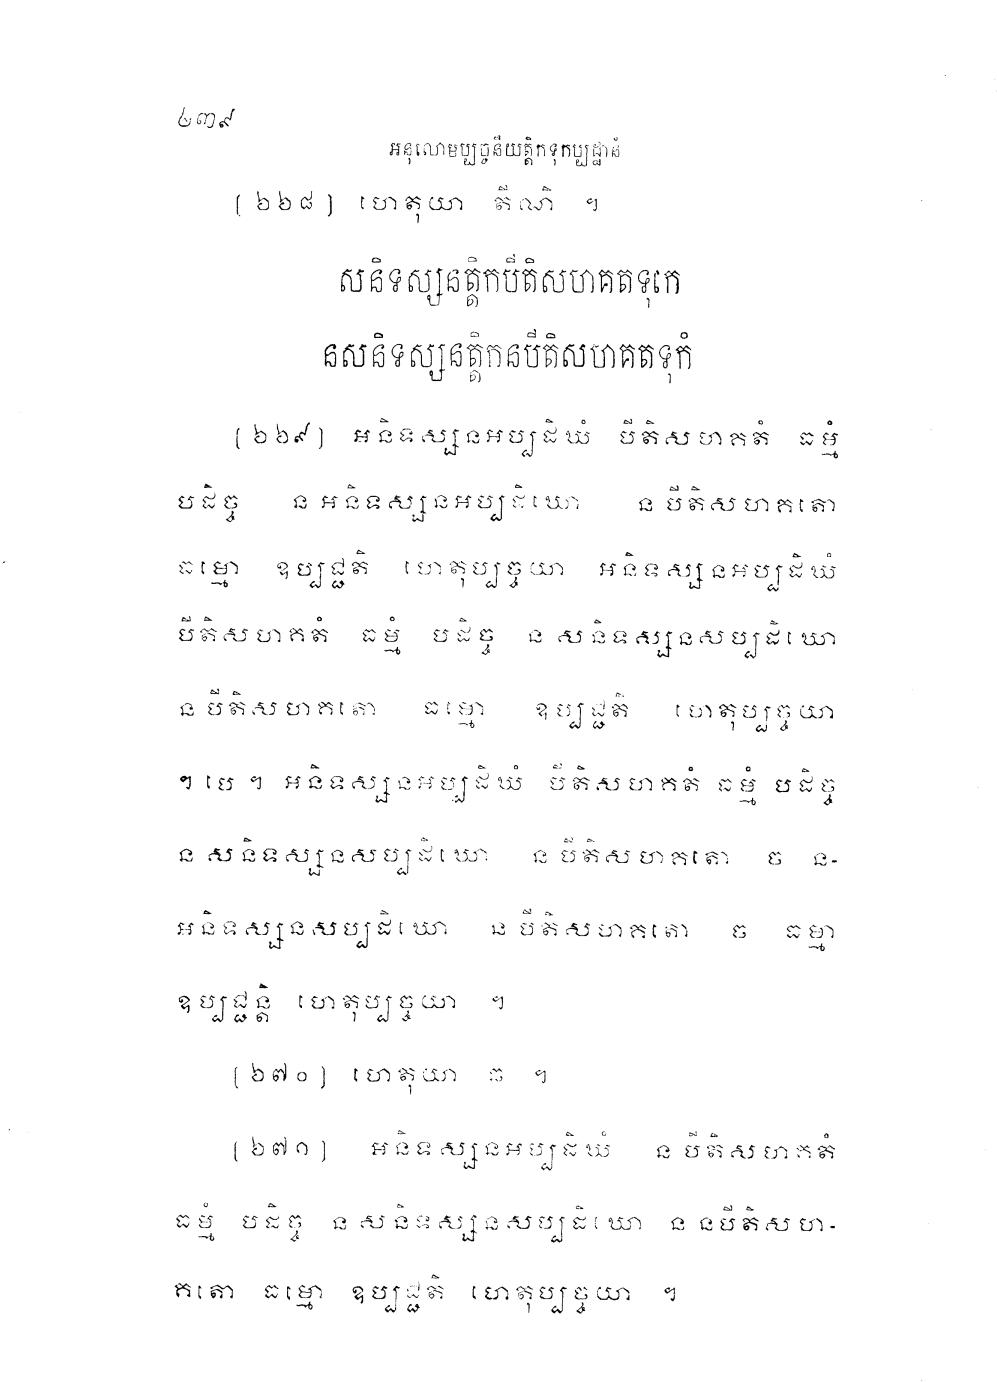 ៤៣៩
អនុលោមប្បច្ចនីយត្តិកទុកប្បដ្ឋានំ
(២២៨) ហេតុយា តីណិ ។
សនិទស្សនត្តិកបីតិសហគតទុកេ
នសនិទស្សនត្តិកនបីតិសហគតទុកំ
(២២៩) អនិទស្សនអប្បដិឃំ បីតិសហគតំ ធម្មំ
បដិច្ច ន អនិទស្សនអប្បដិឃោ ន បីតិសហគតោ
ធម្មោ ឧប្បជ្ជតិ ហេតុប្បច្ចយា អនិទស្សនអប្បដិឃំ
បីតិសហគតំ ធម្មំ បដិច្ច ន សនិទស្សនសប្បដិឃោ
ន បីតិសហគតោ ធម្មោ ឧប្បជ្ជតិ ហេតុប្បច្ចយា
។ បេ ។ អនិទស្សនអប្បដិឃំ បីតិសហគតំ ធម្មំ បដិច្ច
ន សនិទស្សនសប្បដិឃោ ន បីតិសហគតោ ច ន-
អនិទស្សនសប្បដិឃោ ន បីតិសហគតោ ច ធម្មា
ឧប្បជ្ជន្តិ ហេតុប្បច្ចយា ។
(២៧០) ហេតុយា ឆ ។
(២៧១) អនិទស្សនអប្បដិឃំ ន បីតិសហគតំ
ធម្មំ បដិច្ច ន សនិទស្សនសប្បដិឃោ ន នបីតិសហ-
គតោ ធម្មោ ឧប្បជ្ជតិ ហេតុប្បច្ចយា ។